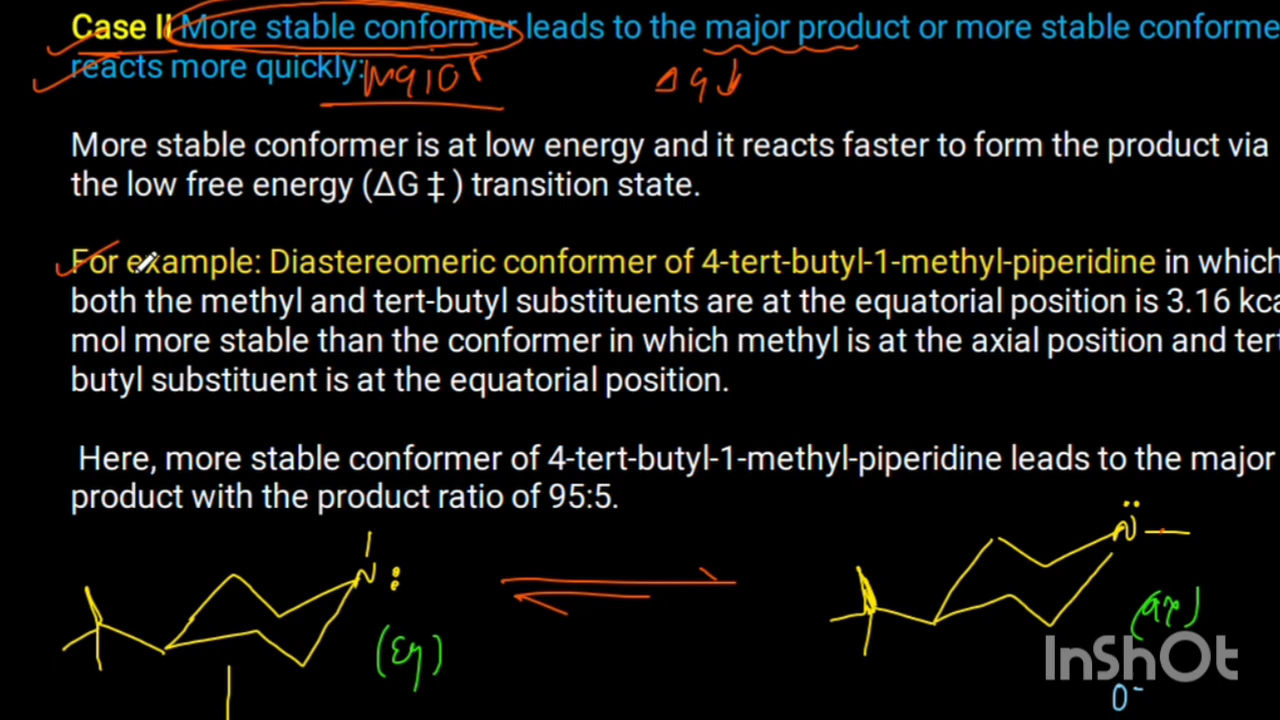 Case II More stable conformer leads to the major product or more stable conforme
reacts more quickly:
major
ΔG↓
More stable conformer is at low energy and it reacts faster to form the product via
the low free energy (ΔG ‡ ) transition state.
For example: Diastereomeric conformer of 4-tert-butyl-1-methyl-piperidine in which
both the methyl and tert-butyl substituents are at the equatorial position is 3.16 kca
mol more stable than the conformer in which methyl is at the axial position and tert
butyl substituent is at the equatorial position.
Here, more stable conformer of 4-tert-butyl-1-methyl-piperidine leads to the major
product with the product ratio of 95:5.
N
N
(Eq)
(ax)
InShOt
O-